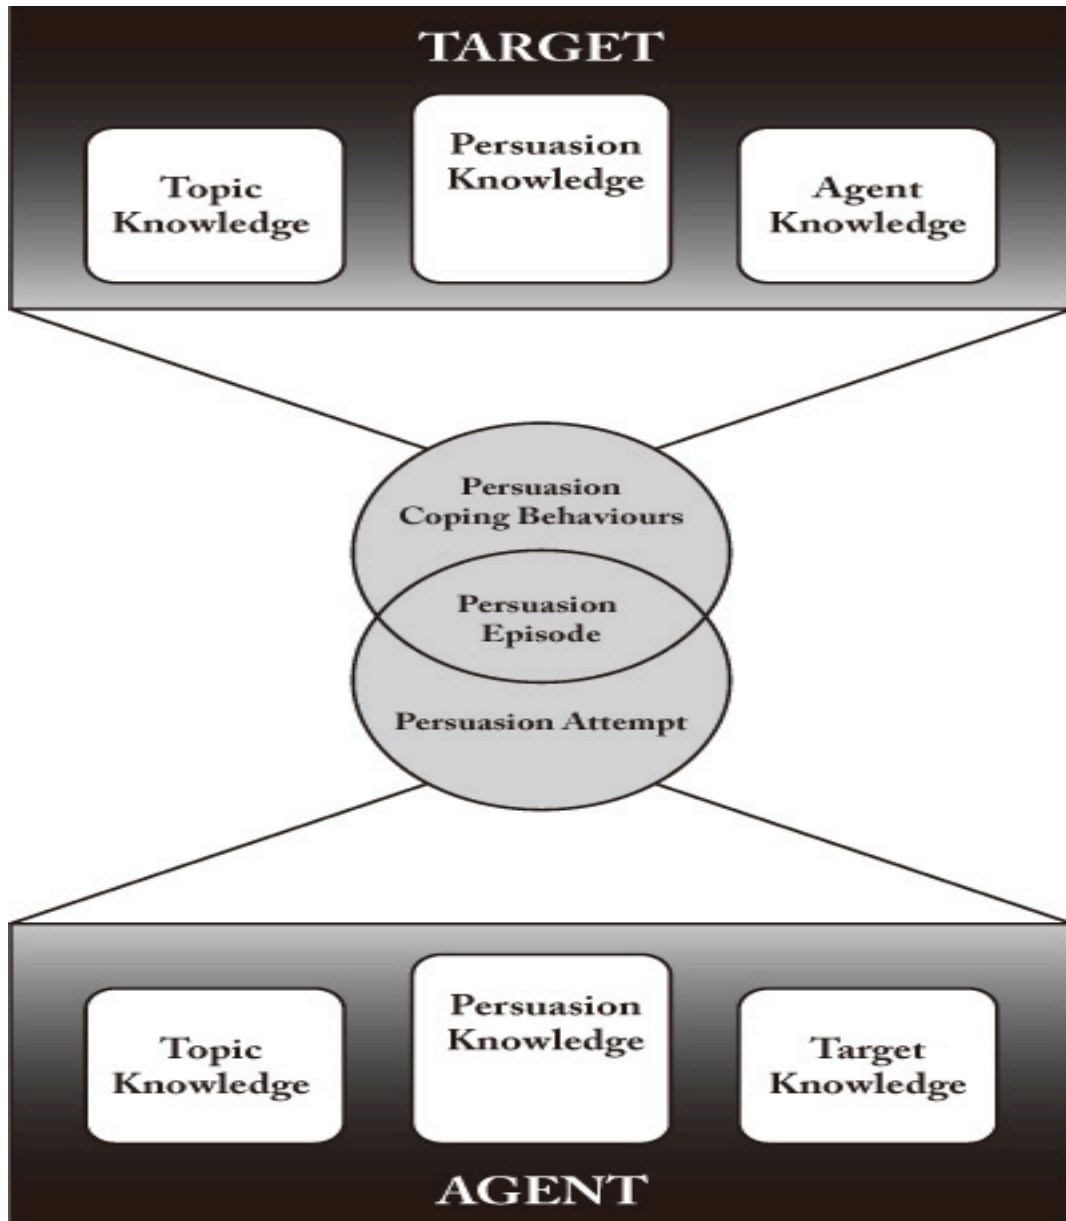 TARGET
Topic
Knowledge
Persuasion
Knowledge
Agent
Knowledge
Persuasion
Coping Behaviours
Persuasion
Episode
Persuasion Attempt
Topic
Knowledge
Persuasion
Knowledge
Target
Knowledge
AGENT